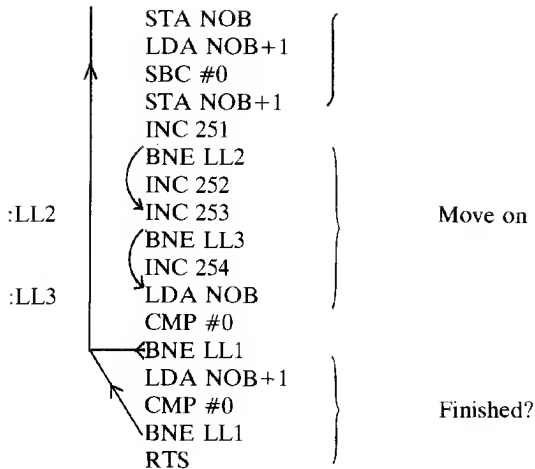 STA NOB
LDA NOB+1
SBC #0
STA NOB+1
INC 251
BNE LL2
INC 252
:LL2 INC 253 Move on
BNE LL3
INC 254
:LL3 LDA NOB
CMP #0
BNE LL1
LDA NOB+1
CMP #0 Finished?
BNE LL1
RTS